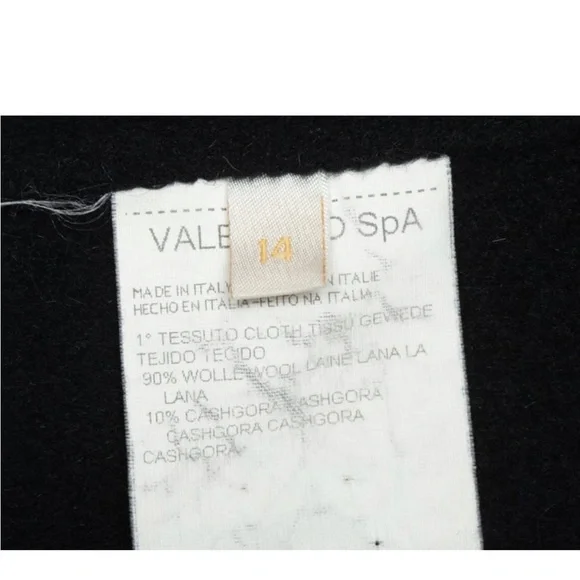 VALE O SpA
14
MADE IN ITALY N ITALIE
HECHO EN ITALIA-FEITO NA ITALIA
1° TESSUTO CLOTH TISSU GEWEDE
TEJIDO TECIDO
90% WOLLE WOOL LAINE LANA LA
LANA
10% CASHGORA CASHGORA
CASHGORA CASHGORA
CASHGORA